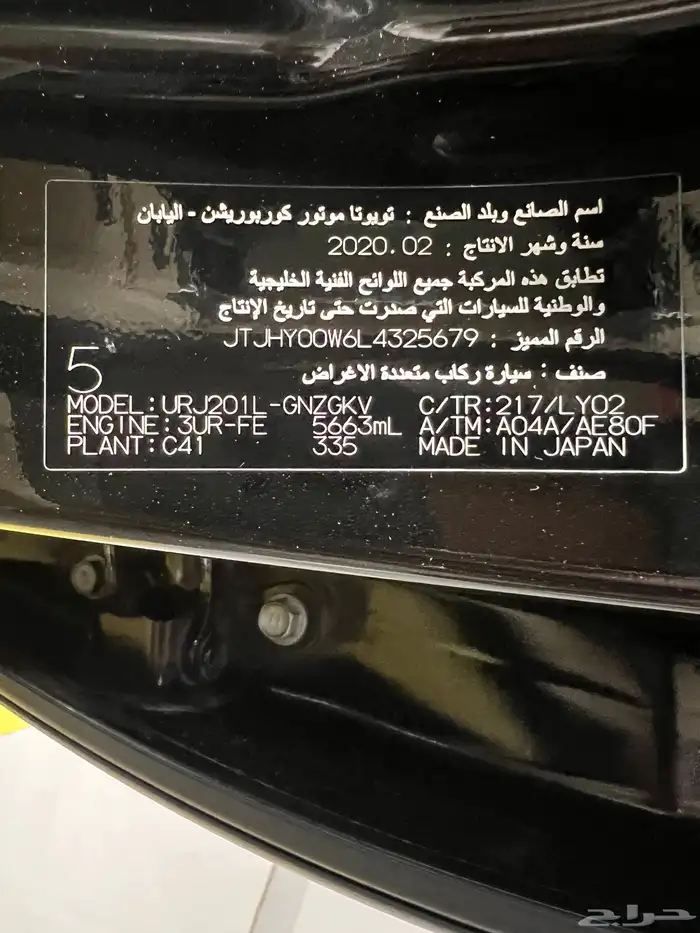 اسم الصانع وبلد الصنع : تويوتا موتور كوربوريشن - اليابان
سنة وشهر الانتاج : 2020.02
تطابق هذه المركبة جميع اللوائح الفنية الخليجية
والوطنية للسيارات التي صدرت حتى تاريخ الإنتاج
الرقم المميز : JTJHY00W6L4325679
صنف : سيارة ركاب متعددة الاغراض
5
MODEL:URJ201L-GNZGKV C/TR:217/LY02
ENGINE:3UR-FE 5663mL A/TM:A04A/AE80F
PLANT:C41 335 MADE IN JAPAN
حراج